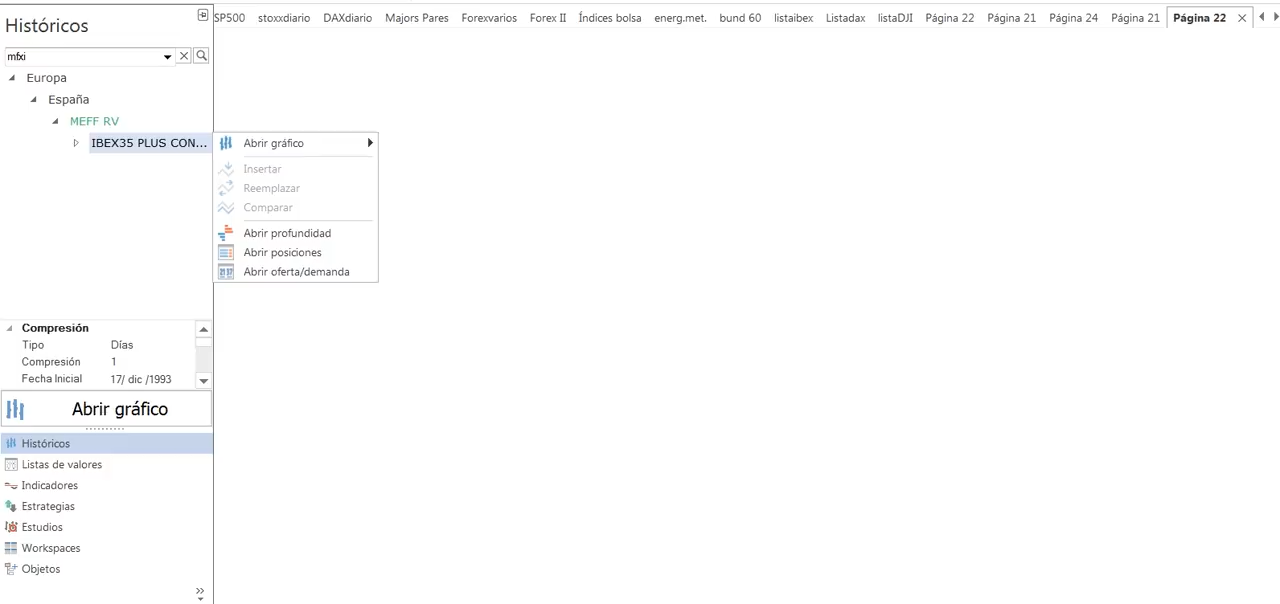 Históricos
SP500 stoxxdiario DAXdiario Majors Pares Forexvarios Forex II Índices bolsa energ.met. bund 60 listaibex Listadax listaDJI Página 22 Página 21 Página 24 Página 21 Página 22
mfxi
Europa
España
MEFF RV
IBEX35 PLUS CON...
Abrir gráfico
Insertar
Reemplazar
Comparar
Abrir profundidad
Abrir posiciones
Abrir oferta/demanda
Compresión
Tipo Días
Compresión 1
Fecha Inicial 17/ dic /1993
Abrir gráfico
Históricos
Listas de valores
Indicadores
Estrategias
Estudios
Workspaces
Objetos